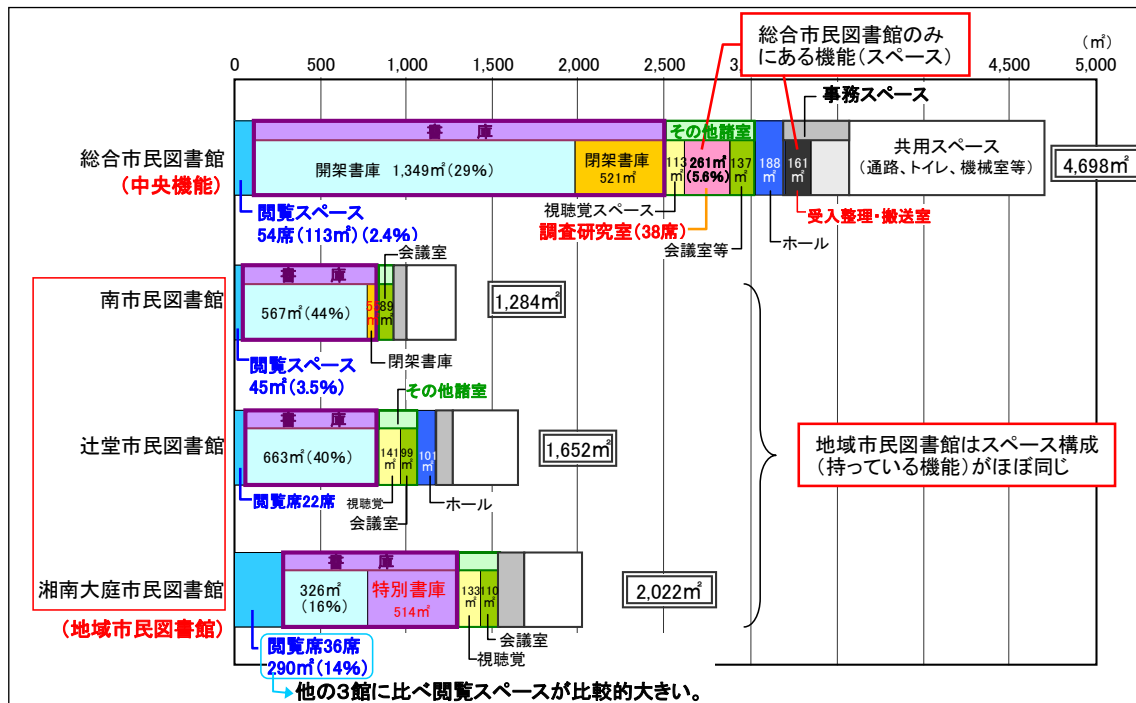 総合市民図書館のみ
にある機能(スペース)
(㎡)
0 500 1,000 1,500 2,000 2,500 4,500 5,000
事務スペース
書 庫
その他諸室
総合市民図書館
(中央機能)
開架書庫 1,349㎡(29%)
閉架書庫
521㎡
113
㎡
261㎡
(5.6%)
137
㎡
188
㎡
161
㎡
共用スペース
(通路、トイレ、機械室等)
4,698㎡
閲覧スペース
54席(113㎡)(2.4%)
視聴覚スペース
調査研究室(38席)
会議室等
ホール
受入整理・搬送室
会議室
書 庫
南市民図書館
567㎡(44%)
㎡
89
㎡
1,284㎡
閉架書庫
閲覧スペース
45㎡(3.5%)
その他諸室
書 庫
辻堂市民図書館
663㎡(40%)
141
㎡
99
㎡
101
㎡
1,652㎡
閲覧席22席
視聴覚
会議室
ホール
地域市民図書館はスペース構成
(持っている機能)がほぼ同じ
書 庫
湘南大庭市民図書館
326㎡
(16%)
特別書庫
514㎡
133
㎡
110
㎡
2,022㎡
(地域市民図書館)
会議室
視聴覚
閲覧席36席
290㎡(14%)
他の3館に比べ閲覧スペースが比較的大きい。